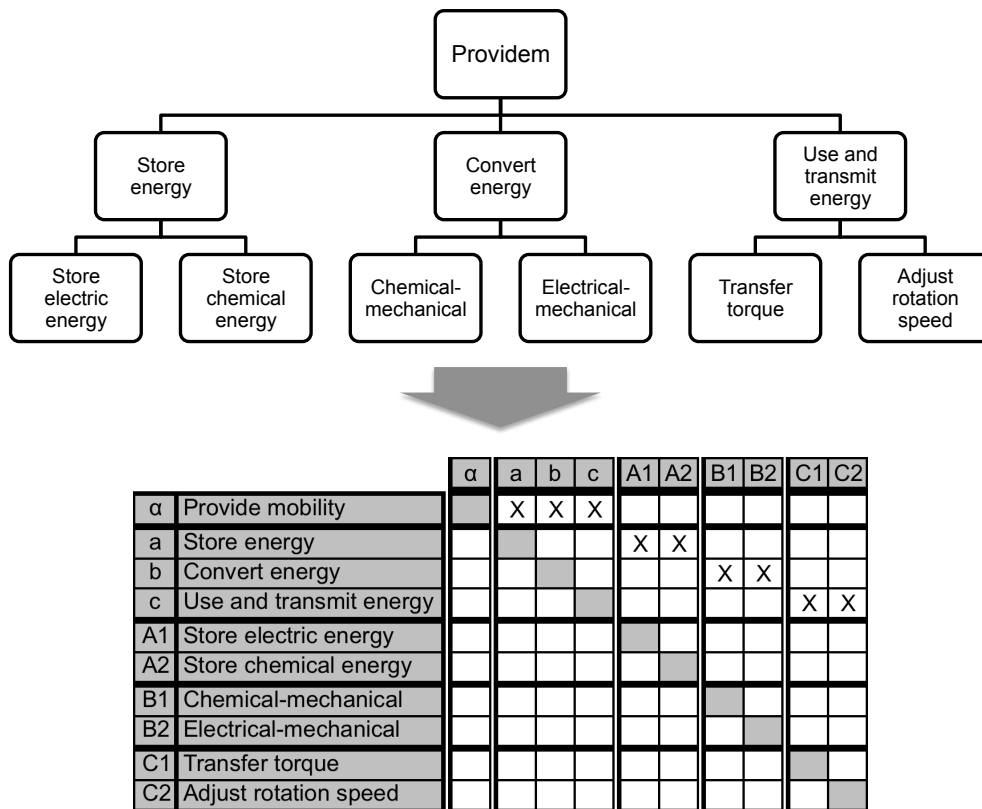 Providem
Store
energy
Convert
energy
Use and
transmit
energy
Store
electric
energy
Store
chemical
energy
Chemical-
mechanical
Electrical-
mechanical
Transfer
torque
Adjust
rotation
speed
α a b c A1 A2 B1 B2 C1 C2
α Provide mobility X X X
a Store energy X X
b Convert energy X X
c Use and transmit energy X X
A1 Store electric energy
A2 Store chemical energy
B1 Chemical-mechanical
B2 Electrical-mechanical
C1 Transfer torque
C2 Adjust rotation speed